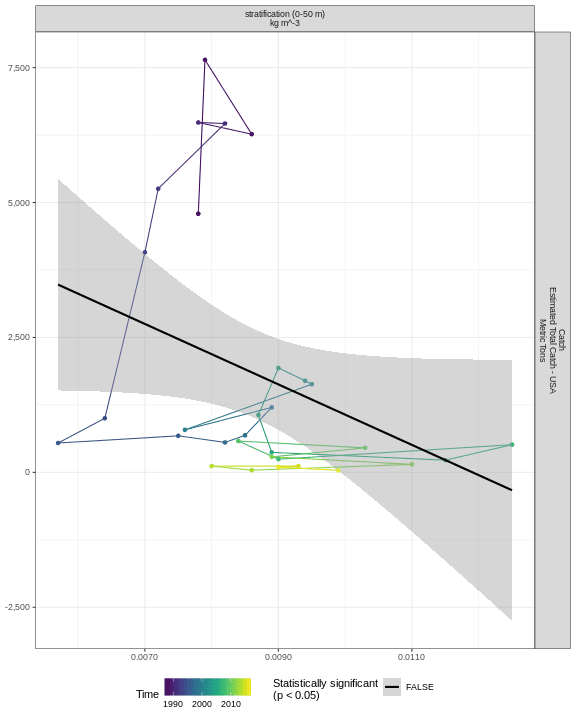 stratification (0-50 m)
kg m^-3
7,500
5,000
2,500
0
-2,500
Catch
Estimated Total Catch - USA
Metric Tons
0.0070
0.0090
0.0110
Time
1990
2000
2010
Statistically significant
(p < 0.05)
FALSE